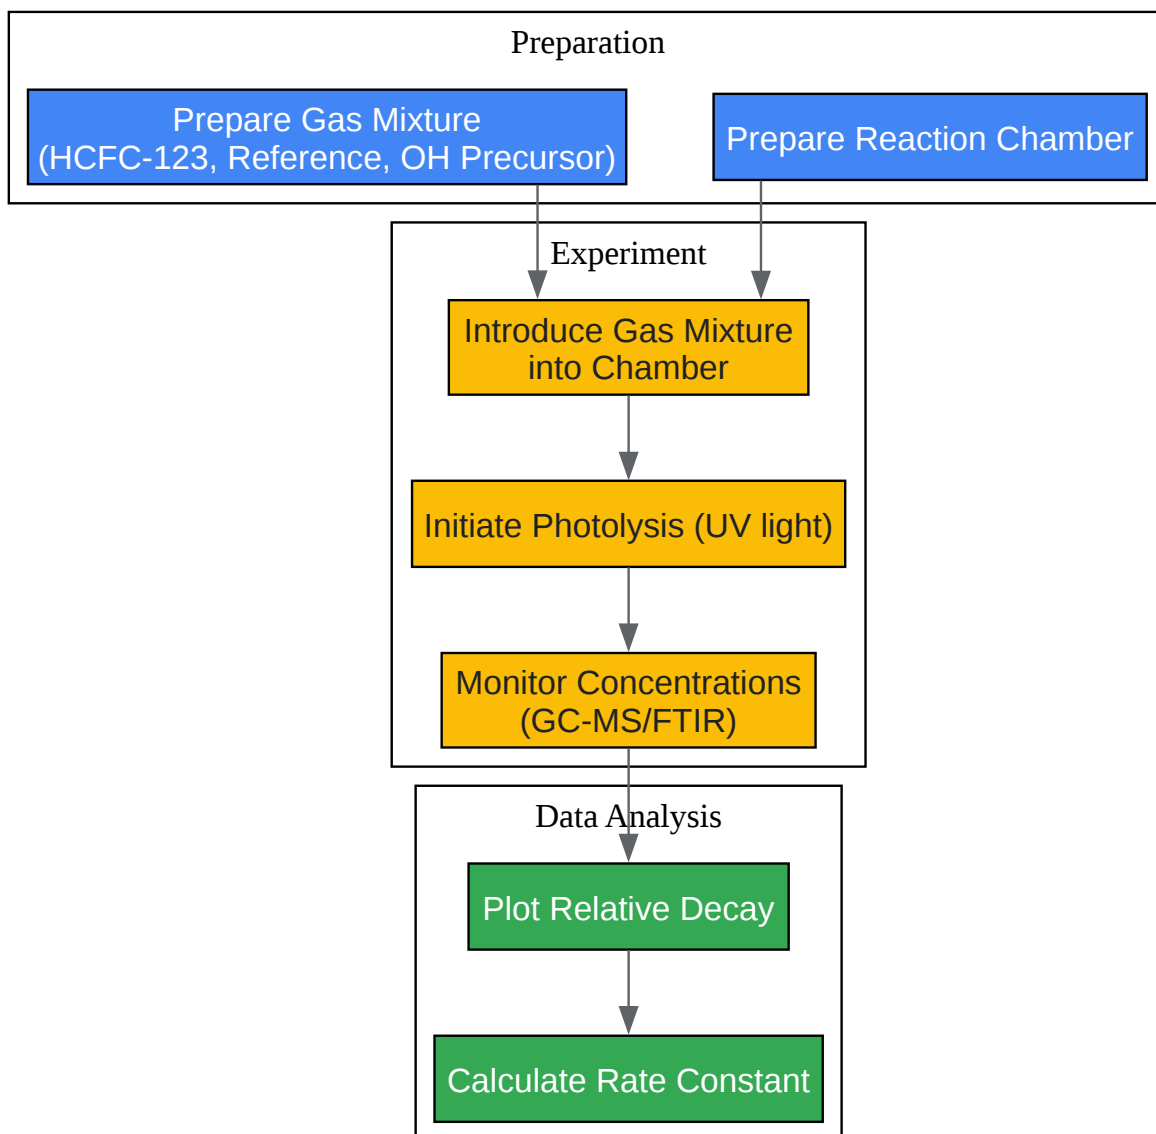 Preparation
Prepare Gas Mixture
(HCFC-123, Reference, OH Precursor)
Prepare Reaction Chamber
Experiment
Introduce Gas Mixture
into Chamber
Initiate Photolysis (UV light)
Monitor Concentrations
(GC-MS/FTIR)
Data Analysis
Plot Relative Decay
Calculate Rate Constant